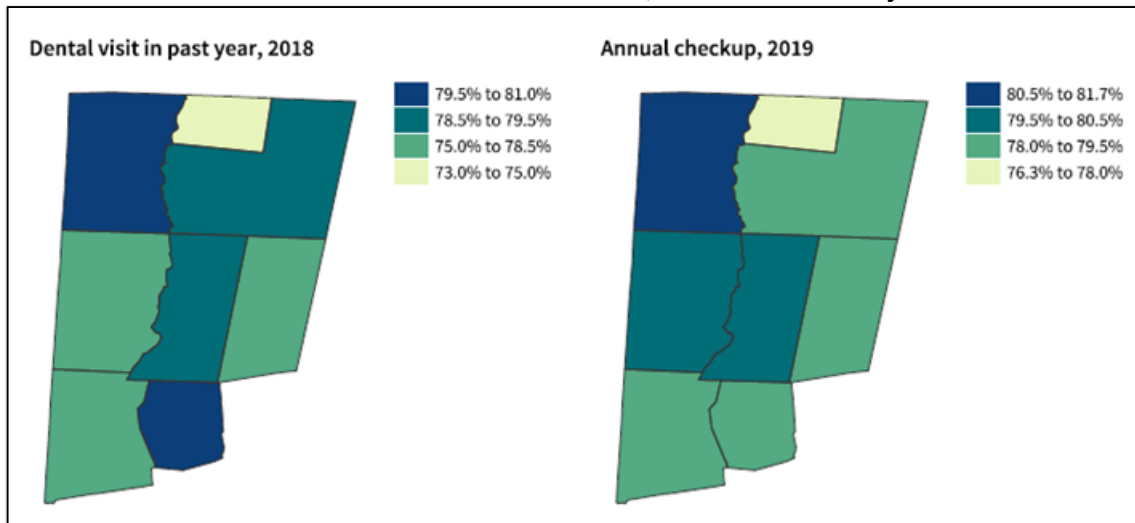 Dental visit in past year, 2018
79.5% to 81.0%
78.5% to 79.5%
75.0% to 78.5%
73.0% to 75.0%
Annual checkup, 2019
80.5% to 81.7%
79.5% to 80.5%
78.0% to 79.5%
76.3% to 78.0%